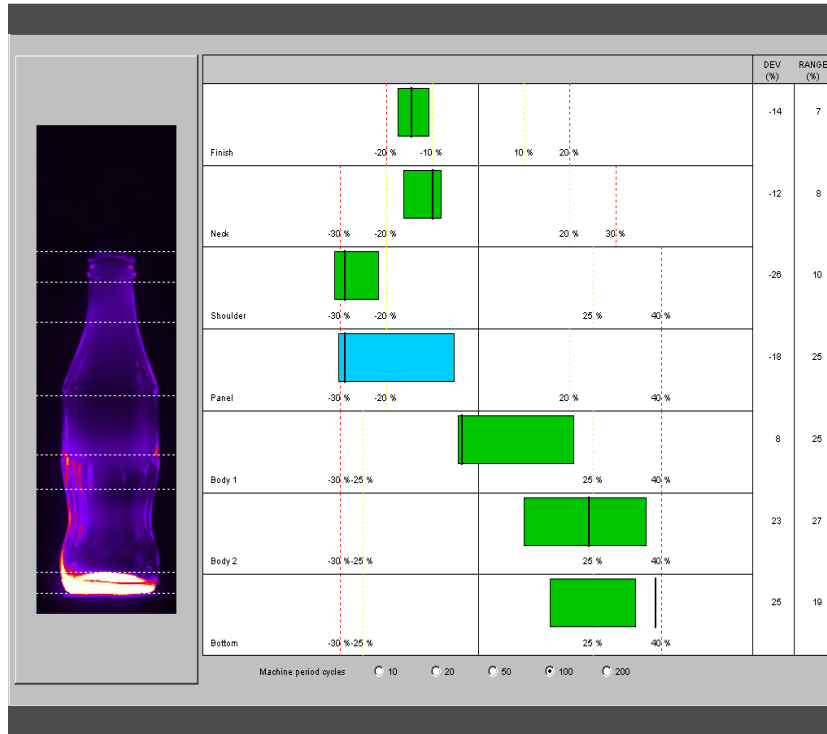 DEV RANGE
(%) (%)
-14 7
Finish -20 % -10 % 10 % 20 %
-12 8
Neck -30 % -20 % 20 % 30 %
-26 10
Shoulder -30 % -20 % 25 % 40 %
-18 25
Panel -30 % -20 % 20 % 40 %
8 25
Body 1 -30 % -25 % 25 % 40 %
23 27
Body 2 -30 % -25 % 25 % 40 %
25 19
Bottom -30 % -25 % 25 % 40 %
Machine period cycles 10 20 50 100 200